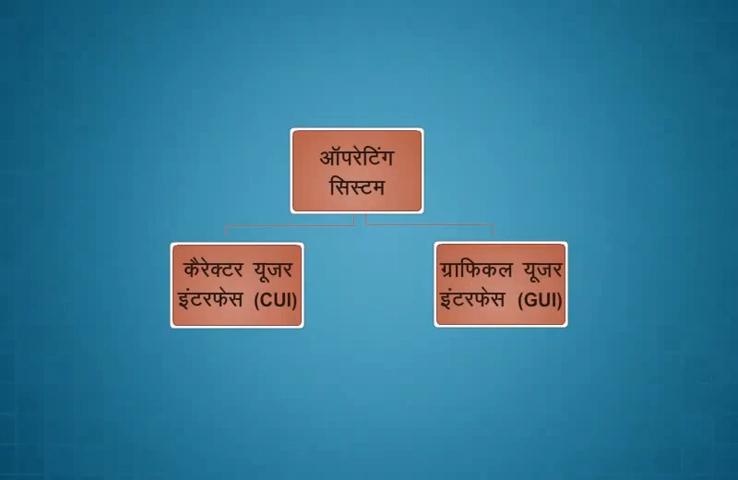 ऑपरेटिंग
सिस्टम
कैरेक्टर यूजर
इंटरफेस (CUI)
ग्राफिकल यूजर
इंटरफेस (GUI)